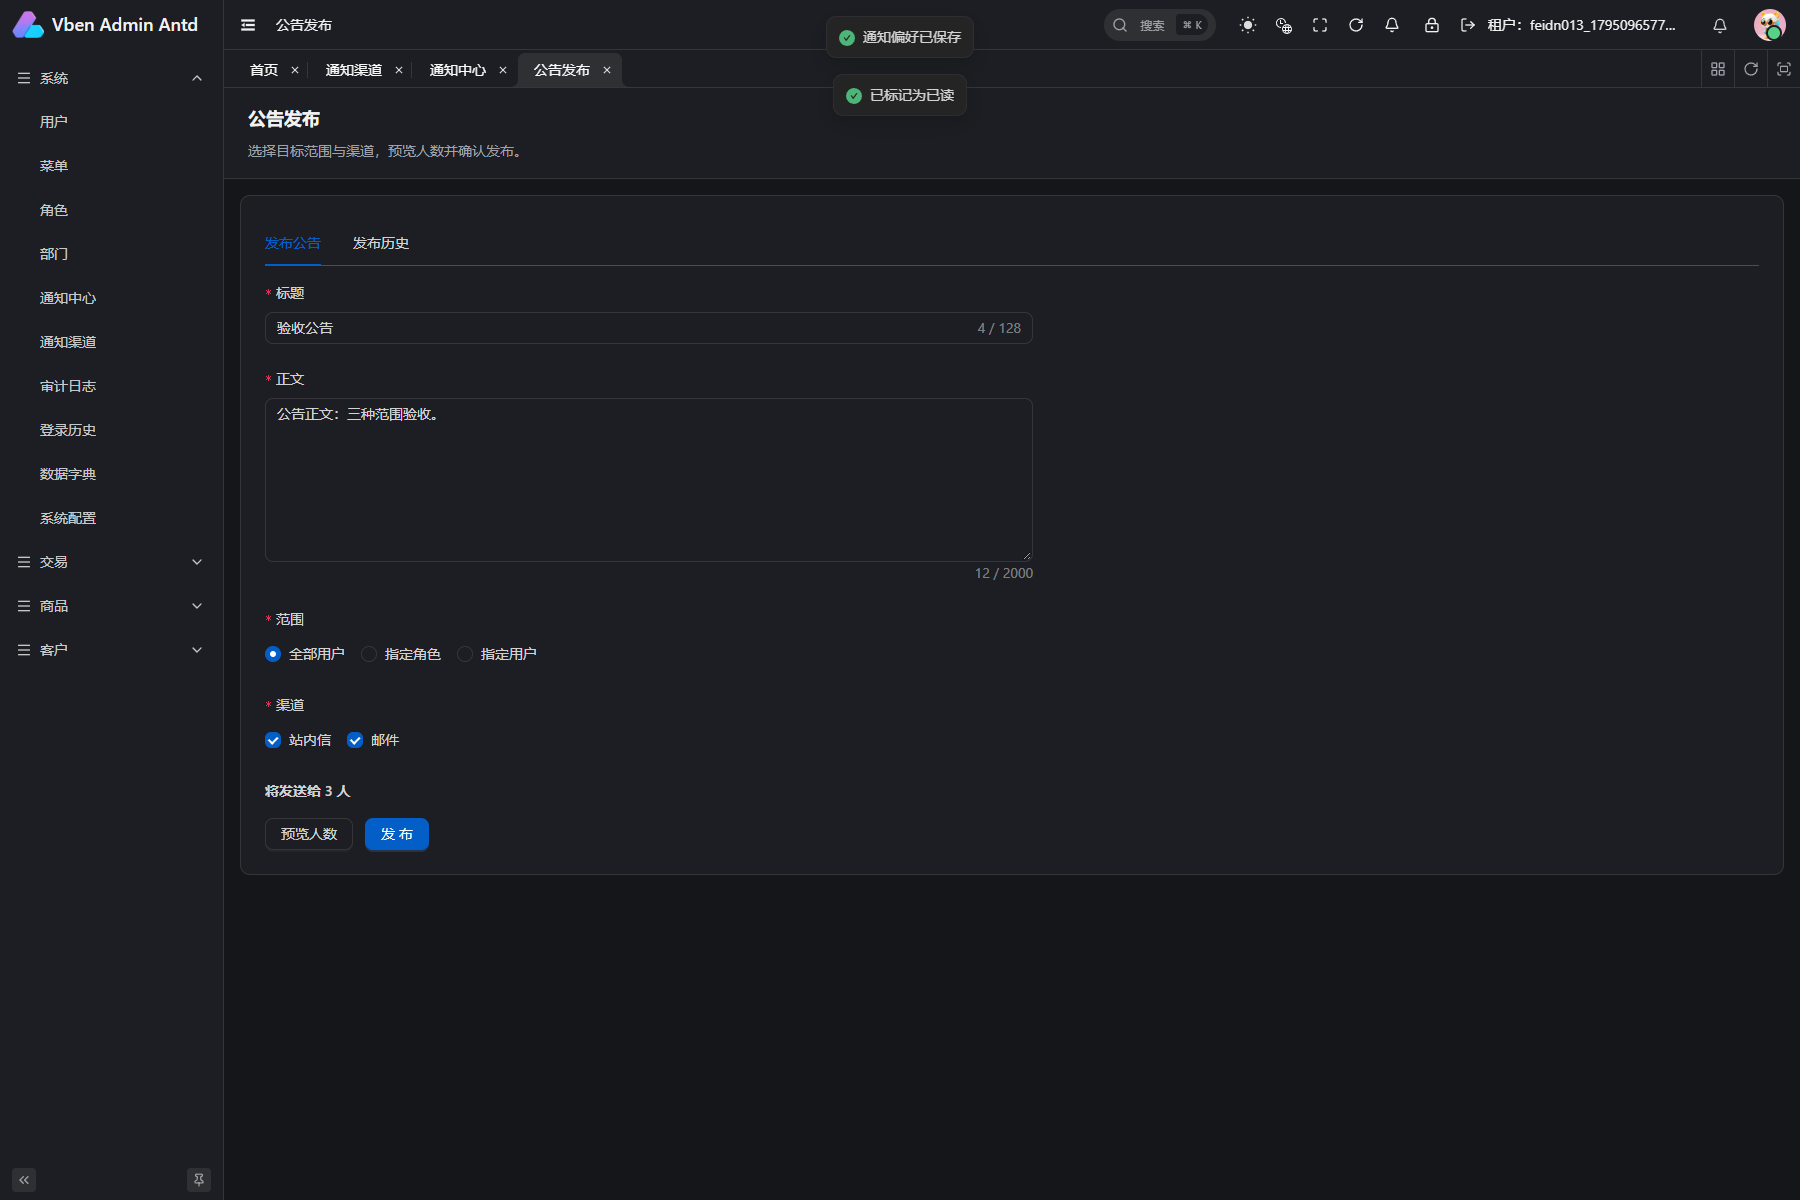 Vben Admin Antd
公告发布
搜索
⌘ K
租户：feidn013_1795096577...
通知偏好已保存
已标记为已读
首页
通知渠道
通知中心
公告发布
系统
用户
菜单
角色
部门
通知中心
通知渠道
审计日志
登录历史
数据字典
系统配置
交易
商品
客户
公告发布
选择目标范围与渠道，预览人数并确认发布。
发布公告
发布历史
* 标题
验收公告
4 / 128
* 正文
公告正文：三种范围验收。
12 / 2000
* 范围
全部用户
指定角色
指定用户
* 渠道
站内信
邮件
将发送给 3 人
预览人数
发 布